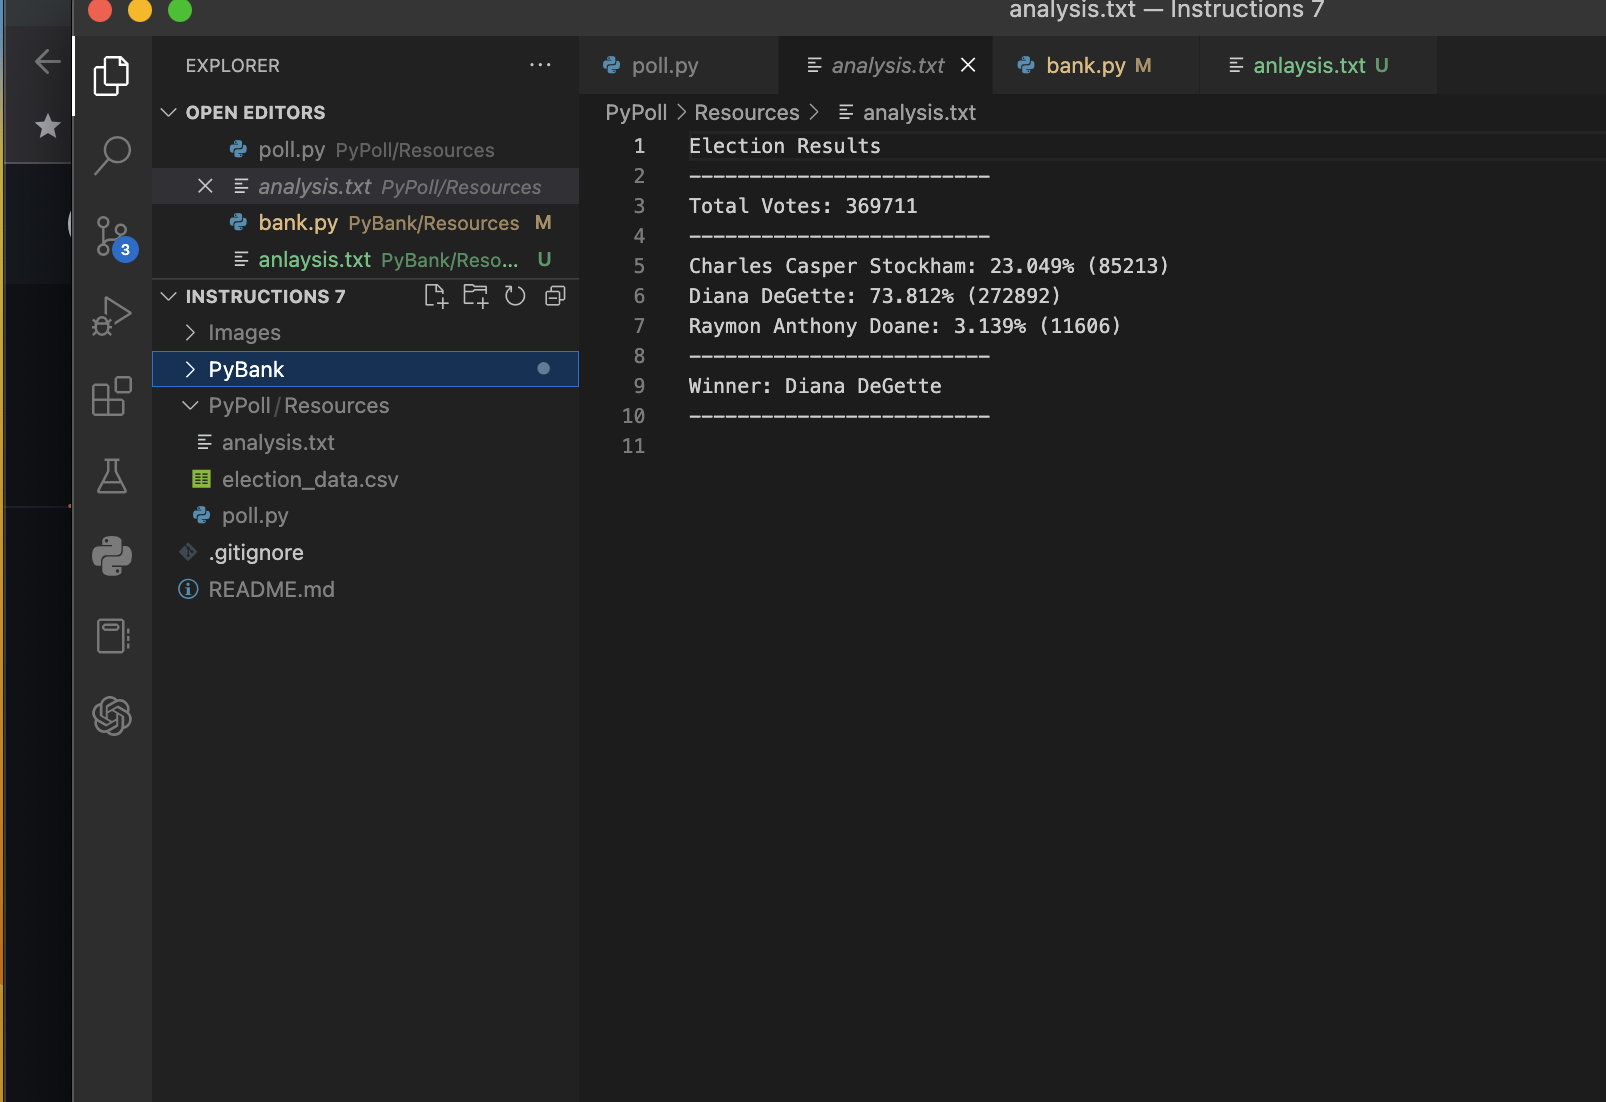 analysis.txt — Instructions 7
EXPLORER
OPEN EDITORS
poll.py PyPoll/Resources
analysis.txt PyPoll/Resources
bank.py PyBank/Resources M
anlaysis.txt PyBank/Reso... U
INSTRUCTIONS 7
Images
PyBank
PyPoll/Resources
analysis.txt
election_data.csv
poll.py
.gitignore
README.md
3
poll.py
analysis.txt
bank.py M
anlaysis.txt U
PyPoll > Resources > analysis.txt
1 Election Results
2 -------------------------
3 Total Votes: 369711
4 -------------------------
5 Charles Casper Stockham: 23.049% (85213)
6 Diana DeGette: 73.812% (272892)
7 Raymon Anthony Doane: 3.139% (11606)
8 -------------------------
9 Winner: Diana DeGette
10 -------------------------
11